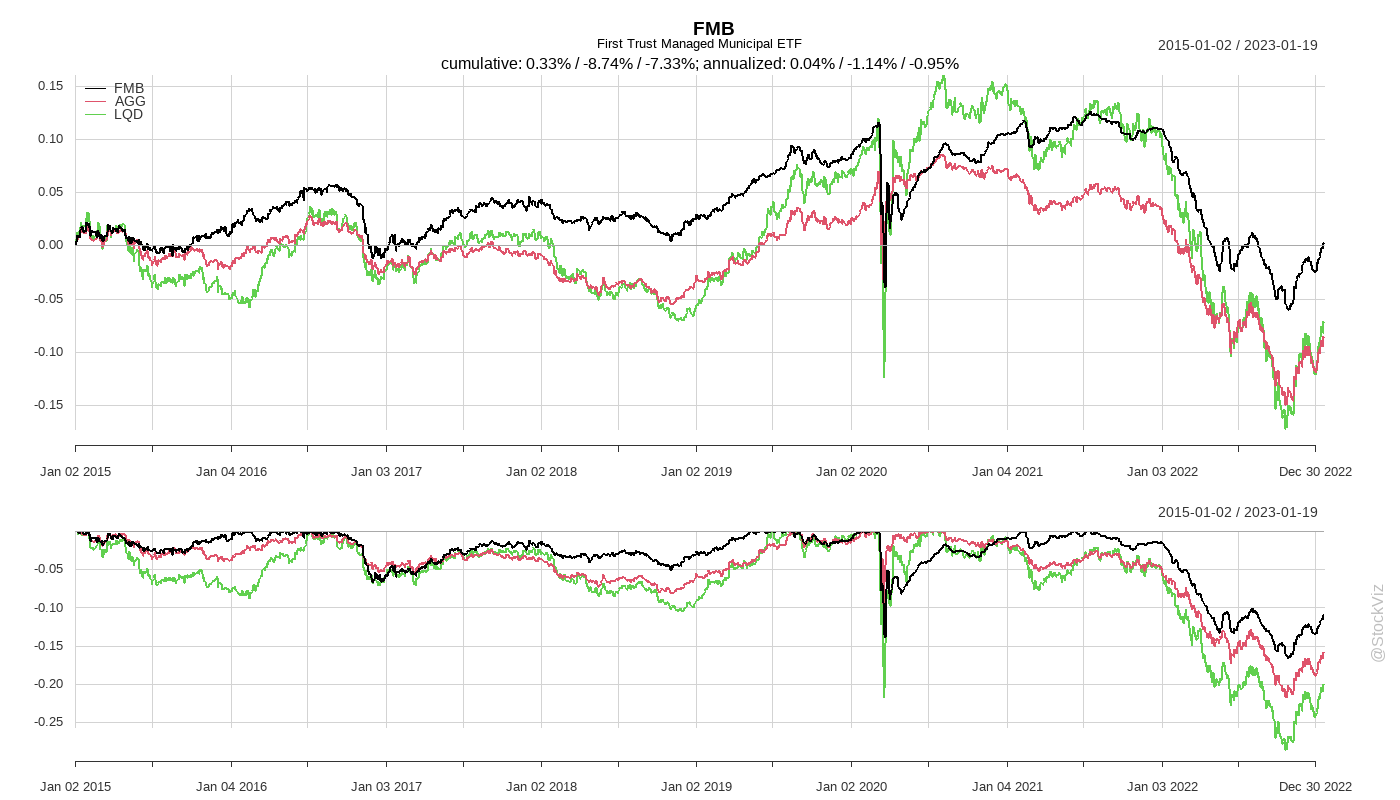 FMB
First Trust Managed Municipal ETF
2015-01-02 / 2023-01-19
cumulative: 0.33% / -8.74% / -7.33%; annualized: 0.04% / -1.14% / -0.95%
0.15
0.10
0.05
0.00
-0.05
-0.10
-0.15
FMB
AGG
LQD
Jan 02 2015 Jan 04 2016 Jan 03 2017 Jan 02 2018 Jan 02 2019 Jan 02 2020 Jan 04 2021 Jan 03 2022 Dec 30 2022
2015-01-02 / 2023-01-19
-0.05
-0.10
-0.15
-0.20
-0.25
Jan 02 2015 Jan 04 2016 Jan 03 2017 Jan 02 2018 Jan 02 2019 Jan 02 2020 Jan 04 2021 Jan 03 2022 Dec 30 2022
@StockViz